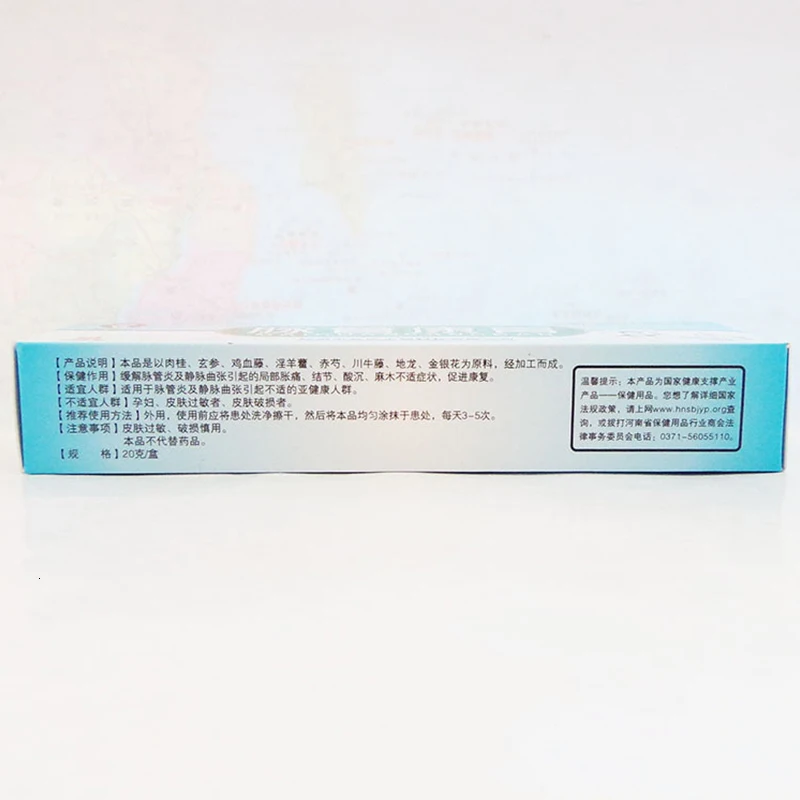 【产品说明】本品是以肉桂、玄参、鸡血藤、淫羊藿、赤芍、川牛藤、地龙、金银花为原料，经加工而成。
【保健作用】缓解脉管炎及静脉曲张引起的局部胀痛、结节、酸沉、麻木不适症状，促进康复。
【适宜人群】适用于脉管炎及静脉曲张引起不适的亚健康人群。
【不适宜人群】孕妇、皮肤过敏者、皮肤破损者。
【推荐使用方法】外用，使用前应将患处洗净擦干，然后将本品均匀涂抹于患处，每天3-5次。
【注意事项】皮肤过敏、破损慎用。
本品不代替药品。
【规　　格】20克/盒
温馨提示：本产品为国家健康支撑产
产品——保健用品。您想了解详细国家
法规政策，请上网www.hnsbjyp.org查
询，或拨打河南省保健用品行业商会法
律事务委员会电话：0371-56055110。